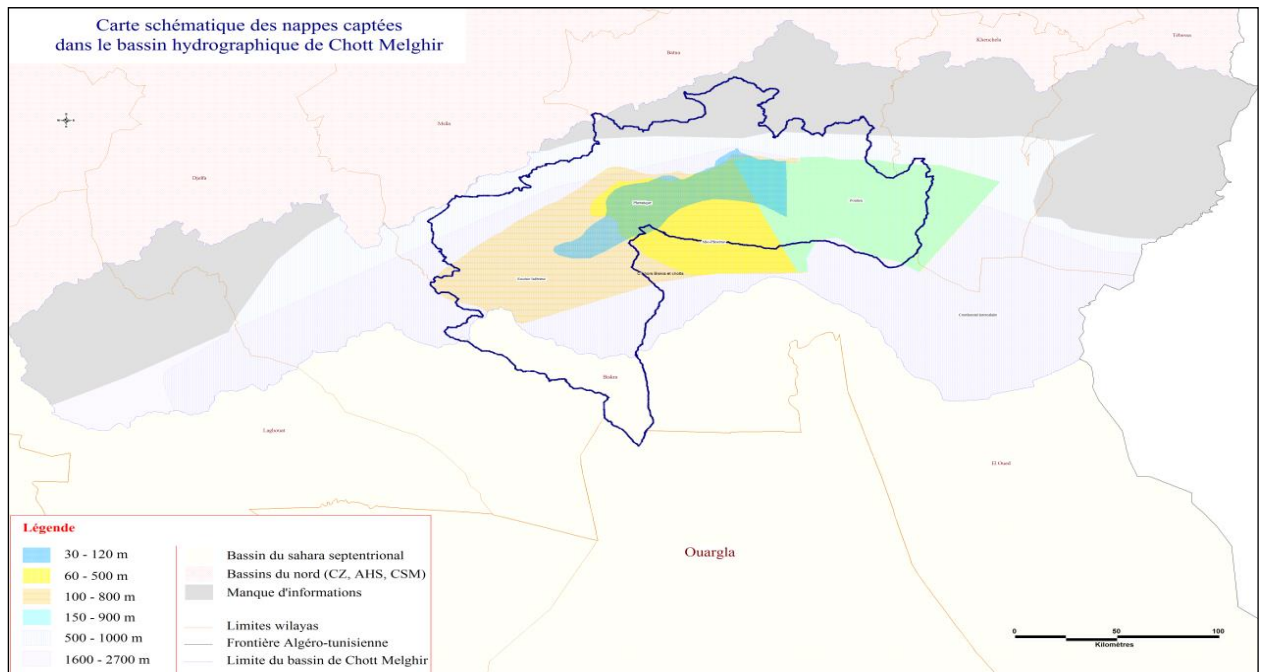 Carte schématique des nappes captées
dans le bassin hydrographique de Chott Melghir
Khenchela
Tébessa
Batna
Msila
Djelfa
Pontien
Biskra
Laghouat
El Oued
Ouargla
Légende
30 - 120 m
60 - 500 m
100 - 800 m
150 - 900 m
500 - 1000 m
1600 - 2700 m
Bassin du sahara septentrional
Bassins du nord (CZ, AHS, CSM)
Manque d'informations
Limites wilayas
Frontière Algéro-tunisienne
Limite du bassin de Chott Melghir
0 50 100
Kilomètres